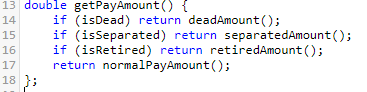 13 double getPayAmount() {
14     if (isDead) return deadAmount();
15     if (isSeparated) return separatedAmount();
16     if (isRetired) return retiredAmount();
17     return normalPayAmount();
18 };